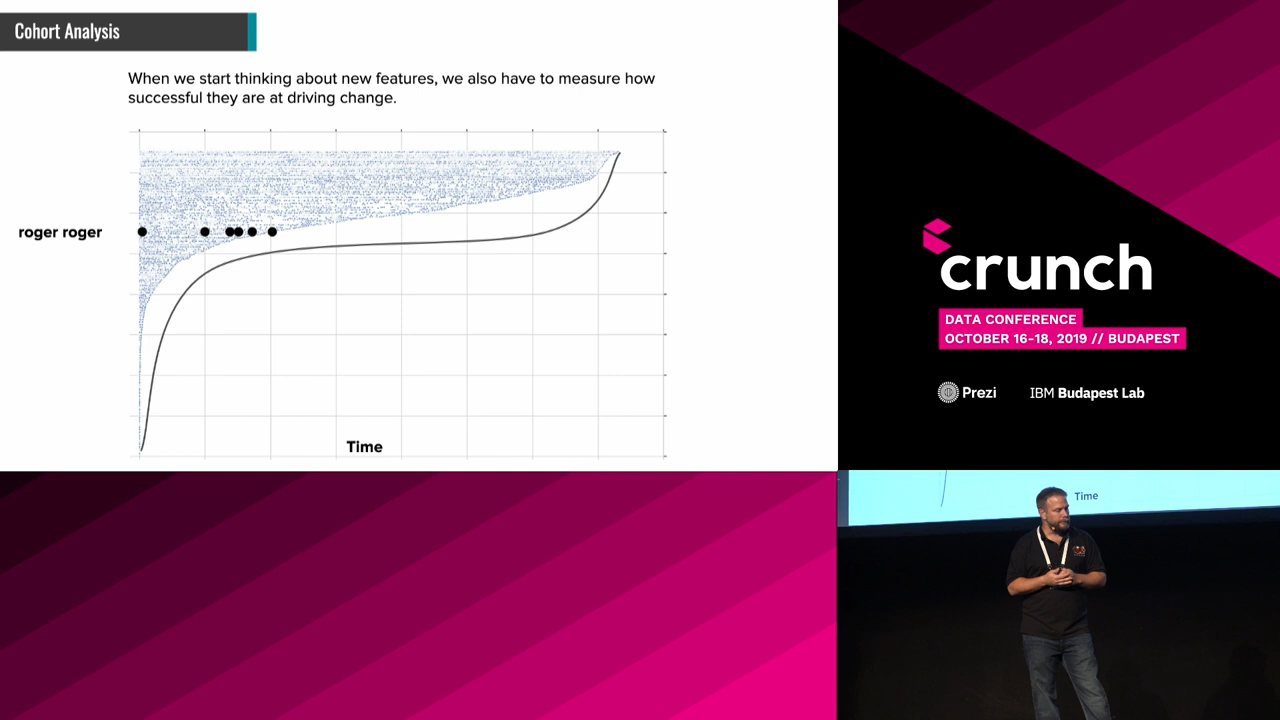 Cohort Analysis
When we start thinking about new features, we also have to measure how
successful they are at driving change.
roger roger
Time
crunch
DATA CONFERENCE
OCTOBER 16-18, 2019 // BUDAPEST
Prezi IBM Budapest Lab
Time